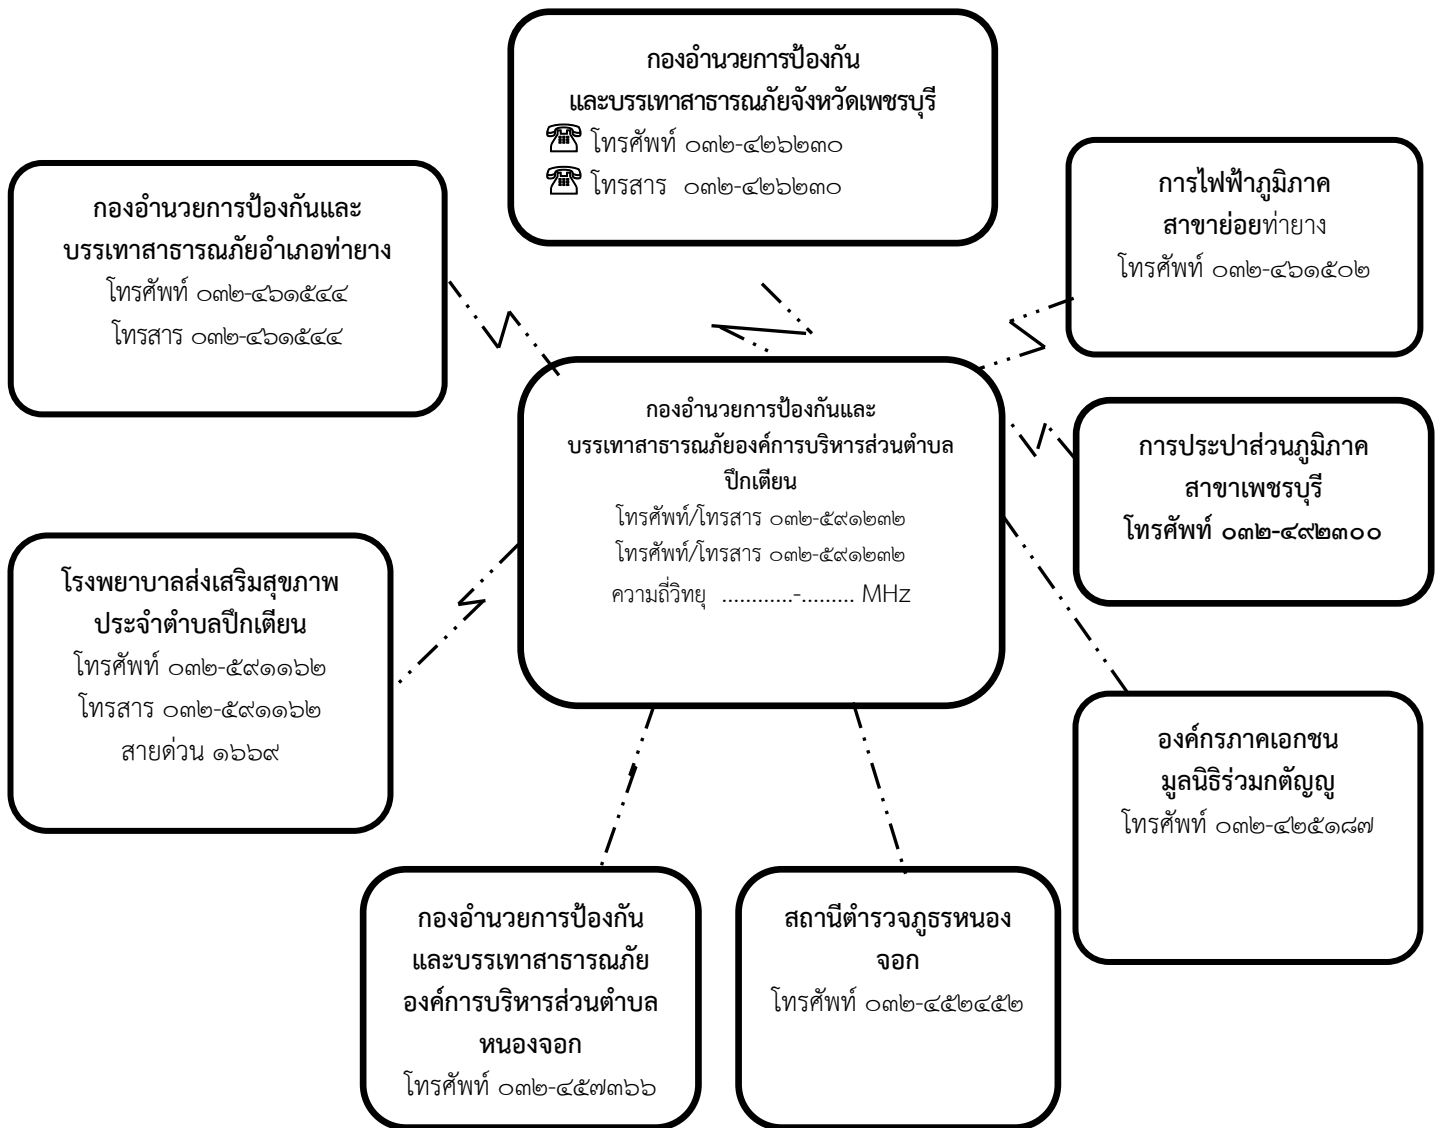 กองอำนวยการป้องกัน
และบรรเทาสาธารณภัยจังหวัดเพชรบุรี
โทรศัพท์ ๐๓๒-๔๒๖๒๓๐
โทรสาร ๐๓๒-๔๒๖๒๓๐
กองอำนวยการป้องกันและ
บรรเทาสาธารณภัยอำเภอท่ายาง
โทรศัพท์ ๐๓๒-๔๖๑๕๔๔
โทรสาร ๐๓๒-๔๖๑๕๔๔
การไฟฟ้าภูมิภาค
สาขาย่อยท่ายาง
โทรศัพท์ ๐๓๒-๔๖๑๕๐๒
กองอำนวยการป้องกันและ
บรรเทาสาธารณภัยองค์การบริหารส่วนตำบล
ปึกเตียน
โทรศัพท์/โทรสาร ๐๓๒-๕๙๑๒๓๒
โทรศัพท์/โทรสาร ๐๓๒-๕๙๑๒๓๒
ความถี่วิทยุ ............-......... MHz
การประปาส่วนภูมิภาค
สาขาเพชรบุรี
โทรศัพท์ ๐๓๒-๔๙๒๓๐๐
โรงพยาบาลส่งเสริมสุขภาพ
ประจำตำบลปึกเตียน
โทรศัพท์ ๐๓๒-๕๙๑๑๖๒
โทรสาร ๐๓๒-๕๙๑๑๖๒
สายด่วน ๑๖๖๙
องค์กรภาคเอกชน
มูลนิธิร่วมกตัญญู
โทรศัพท์ ๐๓๒-๔๒๕๑๘๗
กองอำนวยการป้องกัน
และบรรเทาสาธารณภัย
องค์การบริหารส่วนตำบล
หนองจอก
โทรศัพท์ ๐๓๒-๔๕๗๓๖๖
สถานีตำรวจภูธรหนอง
จอก
โทรศัพท์ ๐๓๒-๔๕๒๔๕๒